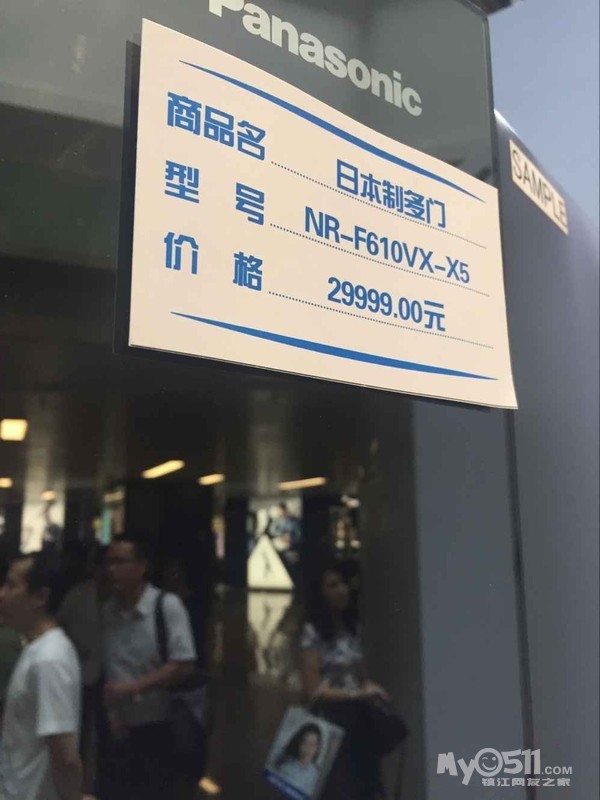 Panasonic
商品名 日本制多门
型号 NR-F610VX-X5
价格 29999.00元
SAMPLE
My0511.com
镇江网友之家